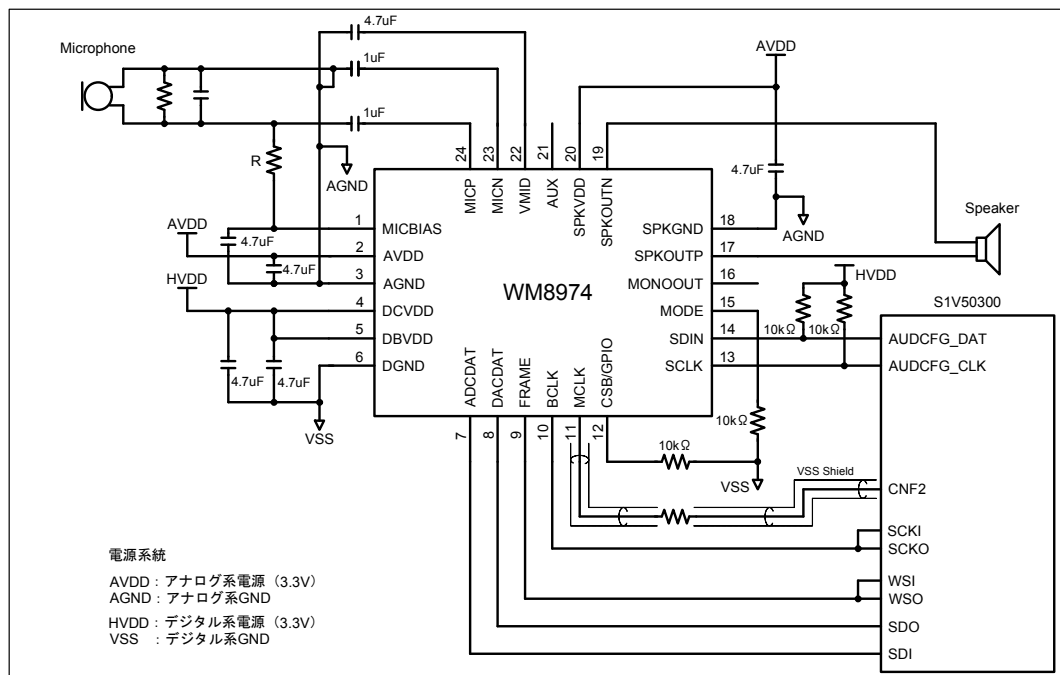 4.7uF
AVDD
Microphone
1uF
1uF
R
AGND
24
23
22
21
20
19
MICP
MICN
VMID
AUX
SPKVDD
SPKOUTN
4.7uF
AGND
Speaker
AVDD
4.7uF
4.7uF
HVDD
4.7uF
4.7uF
VSS
1 MICBIAS
2 AVDD
3 AGND
4 DCVDD
5 DBVDD
6 DGND
WM8974
SPKGND 18
SPKOUTP 17
MONOOUT 16
MODE 15
SDIN 14
SCLK 13
HVDD
10kΩ
10kΩ
S1V50300
AUDCFG_DAT
AUDCFG_CLK
ADCDAT
DACDAT
FRAME
BCLK
MCLK
CSB/GPIO
7
8
9
10
11
12
10kΩ
10kΩ
VSS
VSS Shield
CNF2
SCKI
SCKO
WSI
WSO
SDO
SDI
電源系統
AVDD：アナログ系電源（3.3V）
AGND：アナログ系GND
HVDD：デジタル系電源（3.3V）
VSS ：デジタル系GND